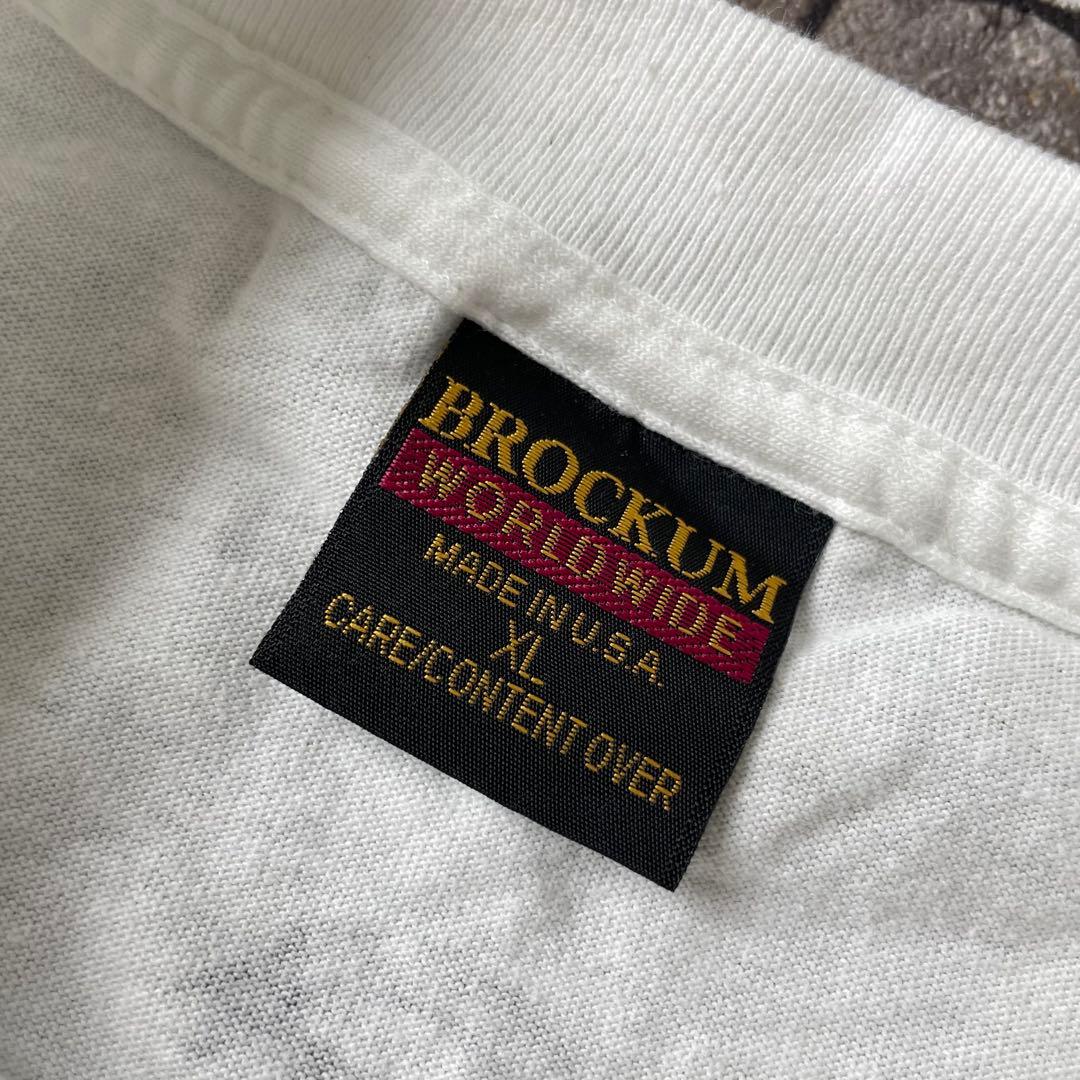 BROCKUM
WORLDWIDE
MADE IN U.S.A.
XL
CARE/CONTENT OVER